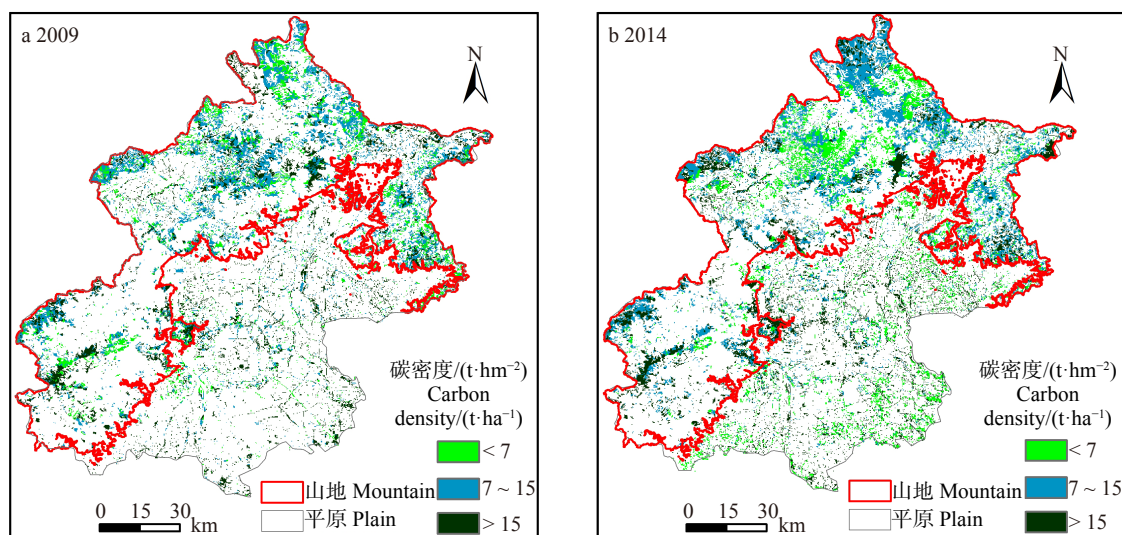 a 2009
N
碳密度/(t·hm⁻²)
Carbon
density/(t·ha⁻¹)
< 7
山地 Mountain
7 ~ 15
平原 Plain
> 15
0 15 30
km
b 2014
N
碳密度/(t·hm⁻²)
Carbon
density/(t·ha⁻¹)
< 7
山地 Mountain
7 ~ 15
平原 Plain
> 15
0 15 30
km